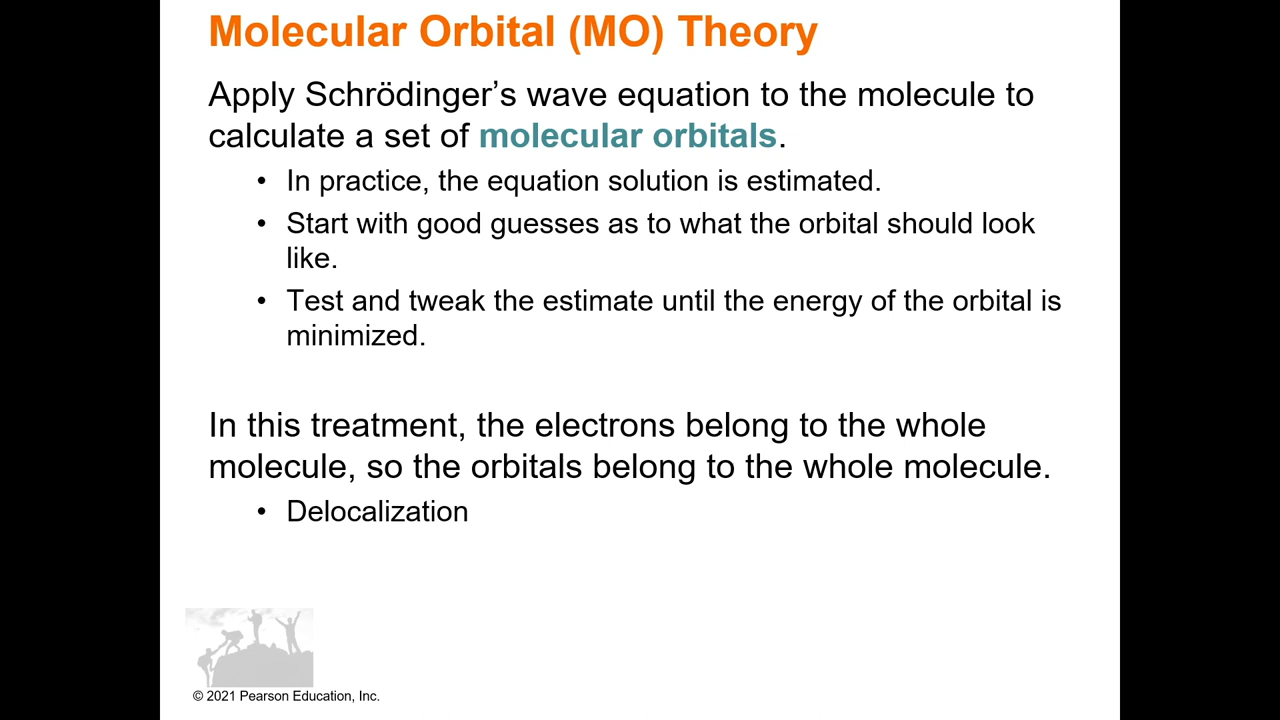 Molecular Orbital (MO) Theory
Apply Schrödinger’s wave equation to the molecule to
calculate a set of molecular orbitals.
• In practice, the equation solution is estimated.
• Start with good guesses as to what the orbital should look
like.
• Test and tweak the estimate until the energy of the orbital is
minimized.
In this treatment, the electrons belong to the whole
molecule, so the orbitals belong to the whole molecule.
• Delocalization
© 2021 Pearson Education, Inc.